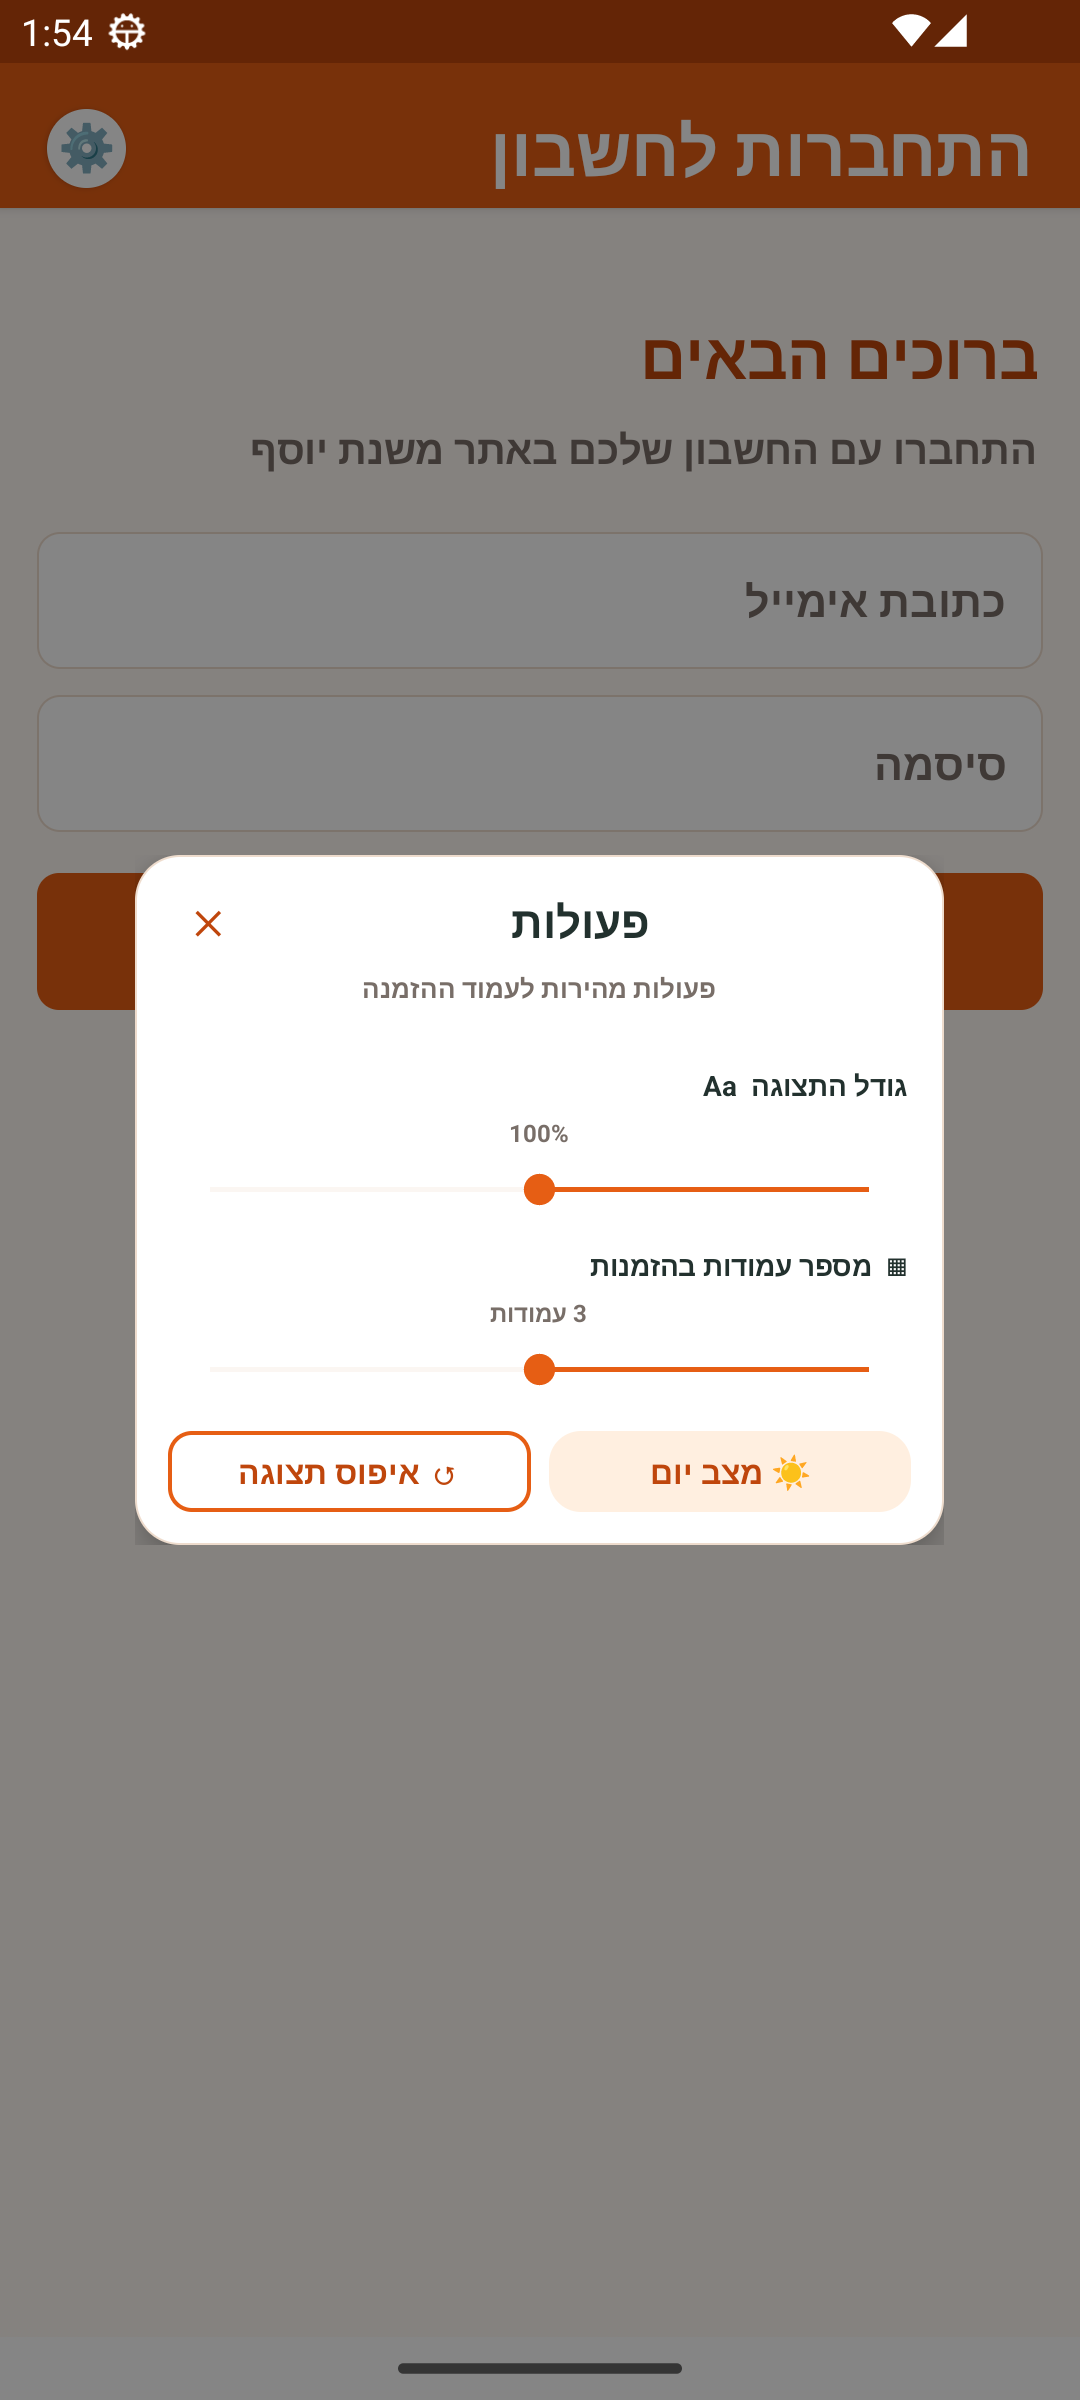 1:54
התחברות לחשבון
ברוכים הבאים
התחברו עם החשבון שלכם באתר משנת יוסף
כתובת אימייל
סיסמה
פעולות
פעולות מהירות לעמוד ההזמנה
גודל התצוגה Aa
100%
▦ מספר עמודות בהזמנות
3 עמודות
☀️ מצב יום
↺ איפוס תצוגה